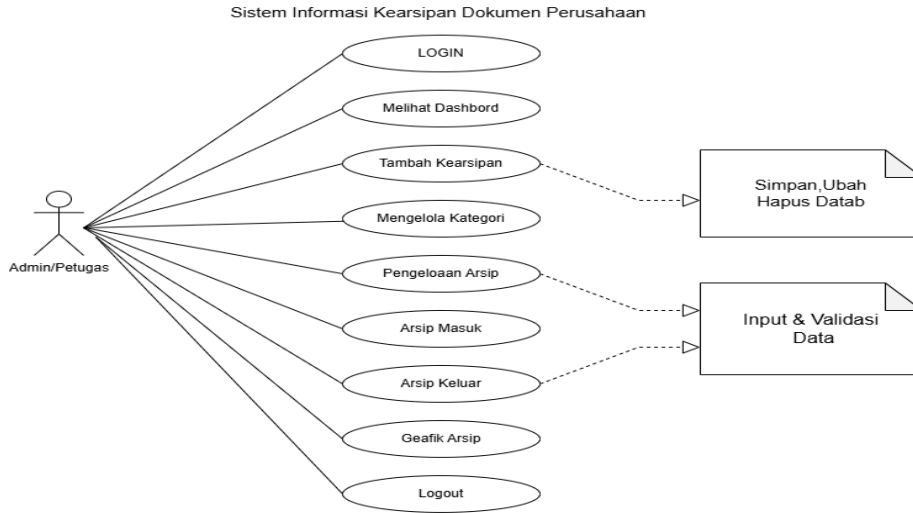 Sistem Informasi Kearsipan Dokumen Perusahaan
LOGIN
Melihat Dashbord
Tambah Kearsipan
Mengelola Kategori
Pengeloaan Arsip
Arsip Masuk
Arsip Keluar
Geafik Arsip
Logout
Admin/Petugas
Simpan,Ubah
Hapus Datab
Input & Validasi
Data